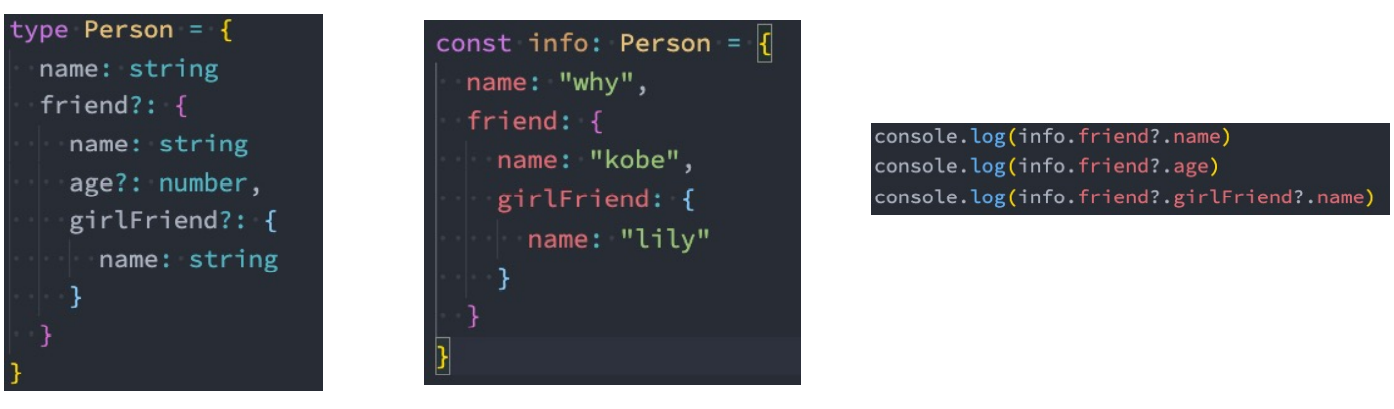 type Person = {
  name: string
  friend?: {
    name: string
    age?: number,
    girlFriend?: {
      name: string
    }
  }
}
const info: Person = {
  name: "why",
  friend: {
    name: "kobe",
    girlFriend: {
      name: "lily"
    }
  }
}
console.log(info.friend?.name)
console.log(info.friend?.age)
console.log(info.friend?.girlFriend?.name)